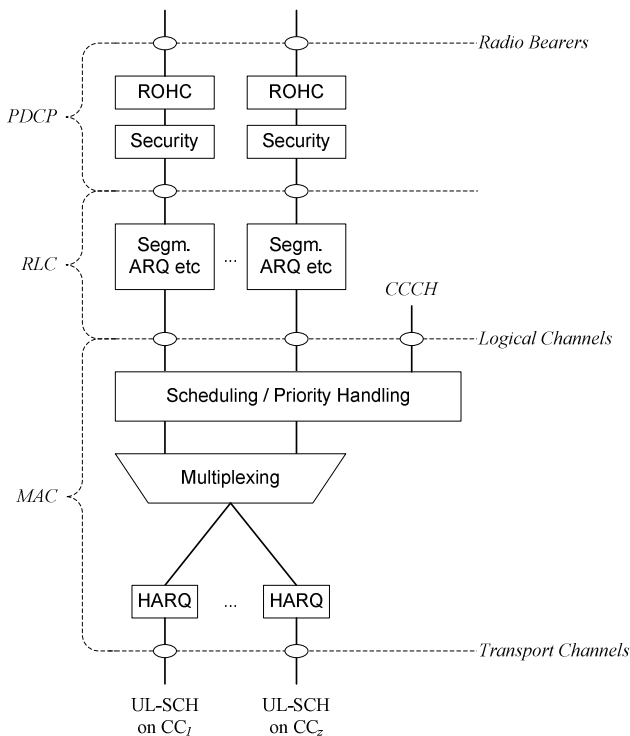 Radio Bearers
ROHC
ROHC
PDCP
Security
Security
Segm.
ARQ etc
...
Segm.
ARQ etc
RLC
CCCH
Logical Channels
Scheduling / Priority Handling
Multiplexing
MAC
HARQ
...
HARQ
Transport Channels
UL-SCH
on CC1
UL-SCH
on CCz